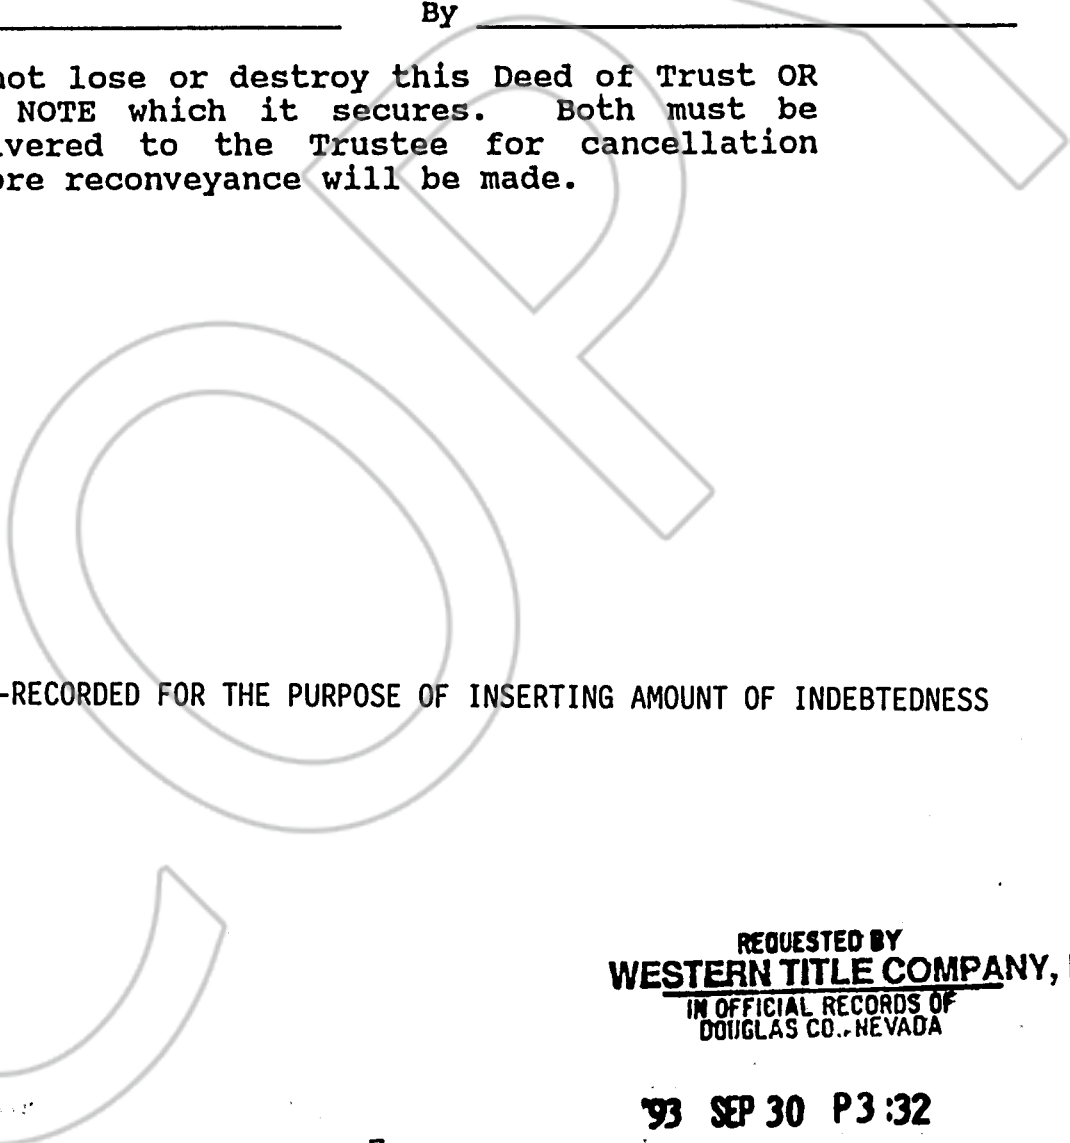 By
not lose or destroy this Deed of Trust OR
NOTE which it secures. Both must be
ivered to the Trustee for cancellation
ore reconveyance will be made.
-RECORDED FOR THE PURPOSE OF INSERTING AMOUNT OF INDEBTEDNESS
REQUESTED BY
WESTERN TITLE COMPANY,
IN OFFICIAL RECORDS OF
DOUGLAS CO., NEVADA
'93 SEP 30 P3:32
COPY